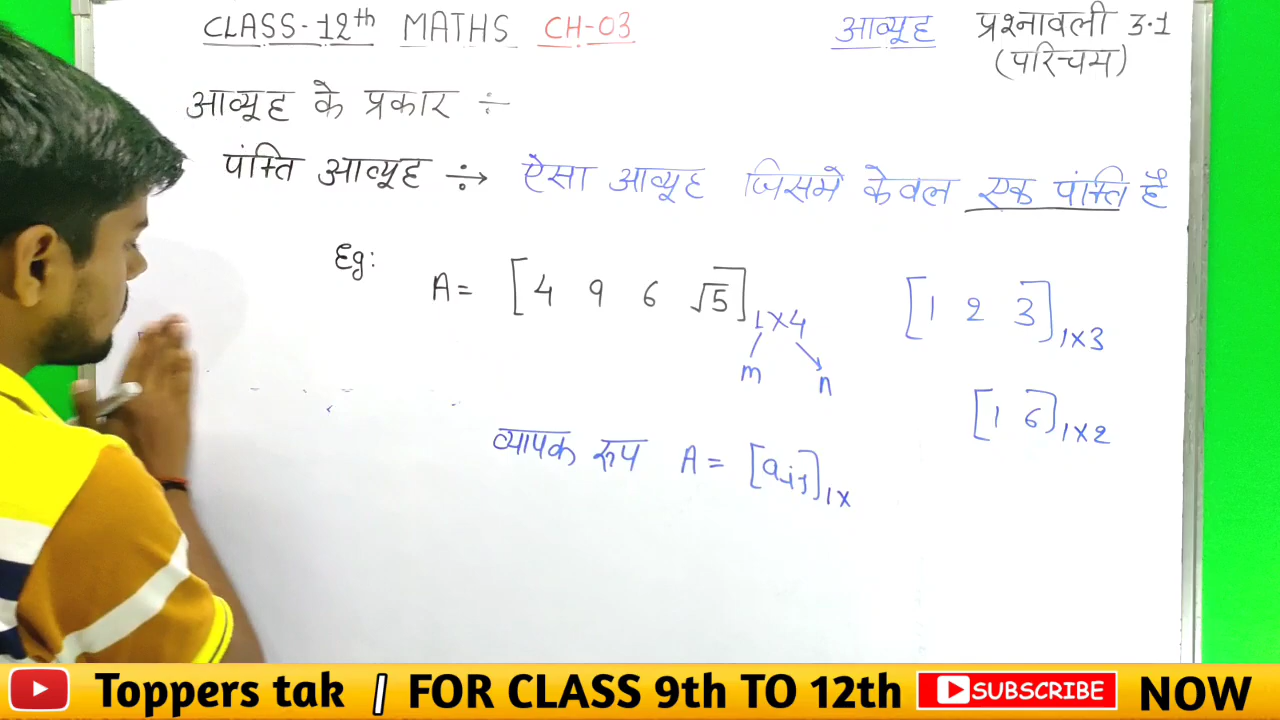 CLASS-12th MATHS CH-03 आव्यूह प्रश्नावली 3.1
(परिचय)
आव्यूह के प्रकार ÷
पंक्ति आव्यूह ÷→ ऐसा आव्यूह जिसमे केवल एक पंक्ति है
Eg:
A = [4 9 6 √5]1×4 [1 2 3]1×3
m n
[1 6]1×2
व्यापक रूप A = [aij]1×
Toppers tak | FOR CLASS 9th TO 12th SUBSCRIBE NOW